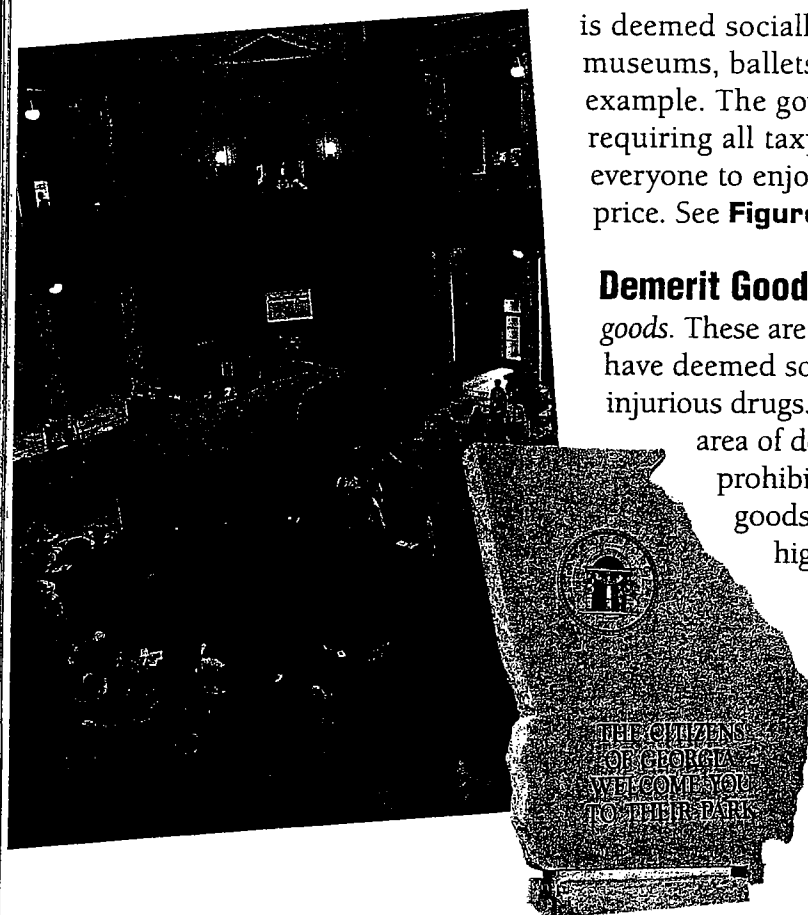 is deemed sociall
museums, ballets
example. The go
requiring all tax
everyone to enjo
price. See Figure
Demerit Good
goods. These are
have deemed so
injurious drugs.
area of d
prohibi
goods
hig
THE CITIZENS
OF GEORGIA
WELCOME YOU
TO THEIR PARK